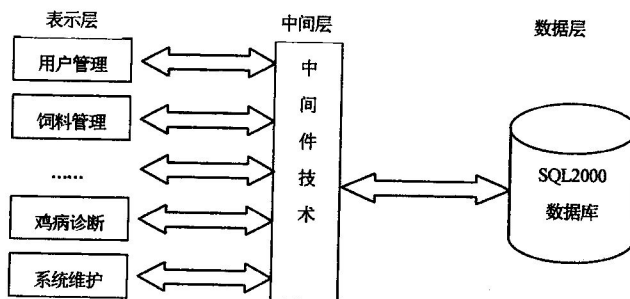 表示层
中间层
数据层
用户管理
饲料管理
……
鸡病诊断
系统维护
中
间
件
技
术
SQL2000
数据库